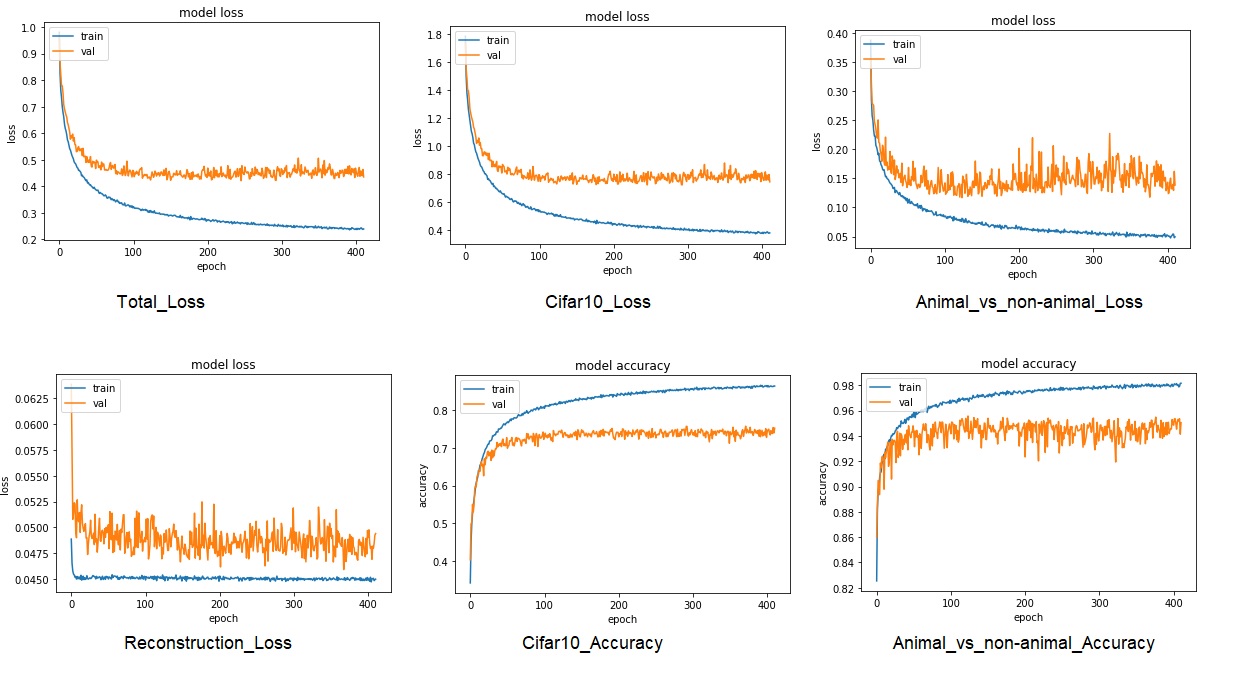 model loss
train
val
1.0
0.9
0.8
0.7
0.6
0.5
0.4
0.3
0.2
loss
0 100 200 300 400
epoch
Total_Loss
model loss
train
val
1.8
1.6
1.4
1.2
1.0
0.8
0.6
0.4
loss
0 100 200 300 400
epoch
Cifar10_Loss
model loss
train
val
0.40
0.35
0.30
0.25
0.20
0.15
0.10
0.05
loss
0 100 200 300 400
epoch
Animal_vs_non-animal_Loss
model loss
train
val
0.0625
0.0600
0.0575
0.0550
0.0525
0.0500
0.0475
0.0450
loss
0 100 200 300 400
epoch
Reconstruction_Loss
model accuracy
train
val
0.8
0.7
0.6
0.5
0.4
accuracy
0 100 200 300 400
epoch
Cifar10_Accuracy
model accuracy
train
val
0.98
0.96
0.94
0.92
0.90
0.88
0.86
0.84
0.82
accuracy
0 100 200 300 400
epoch
Animal_vs_non-animal_Accuracy